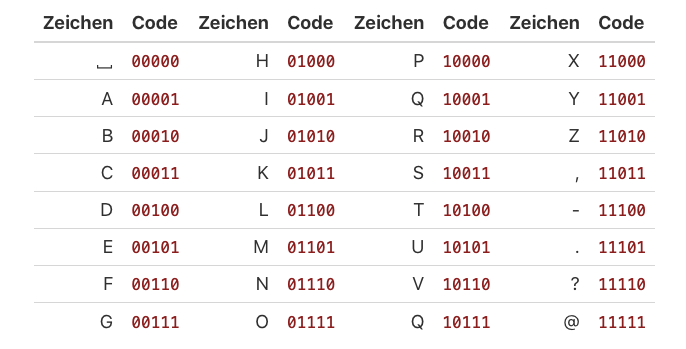 Zeichen Code Zeichen Code Zeichen Code Zeichen Code
⎵ 00000 H 01000 P 10000 X 11000
A 00001 I 01001 Q 10001 Y 11001
B 00010 J 01010 R 10010 Z 11010
C 00011 K 01011 S 10011 , 11011
D 00100 L 01100 T 10100 - 11100
E 00101 M 01101 U 10101 . 11101
F 00110 N 01110 V 10110 ? 11110
G 00111 O 01111 Q 10111 @ 11111